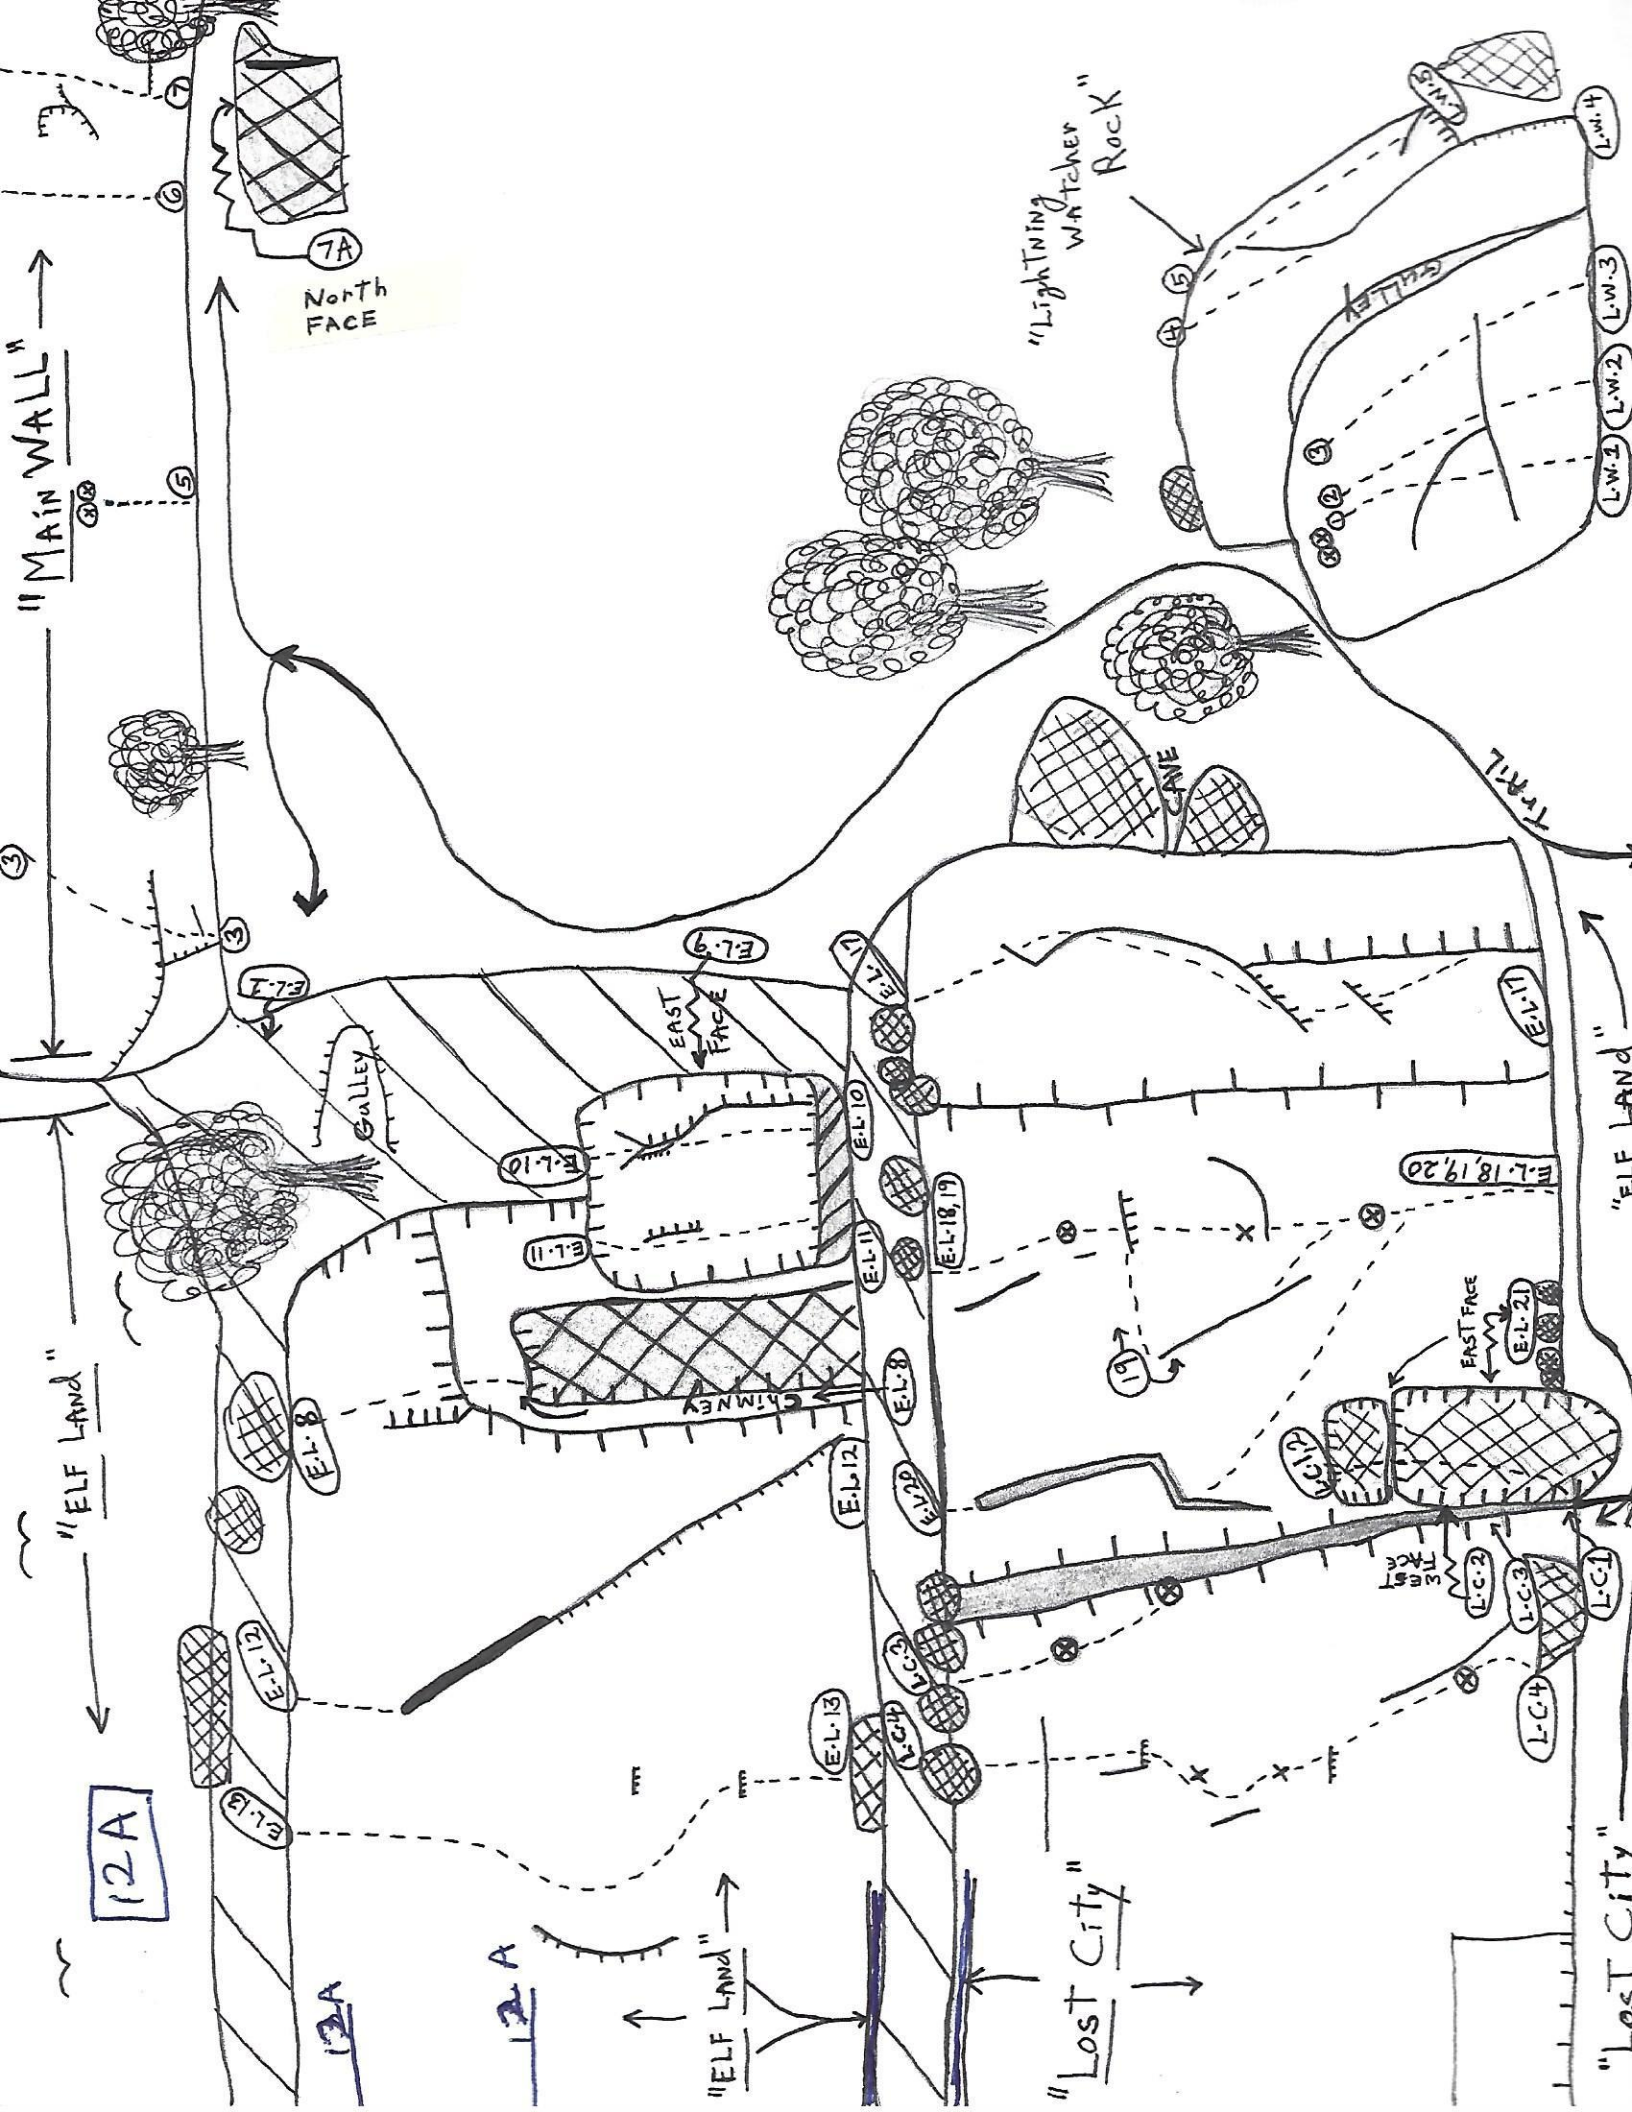 "MAIN WALL"
7
6
5
3
3
7A
North
FACE
"ELF LAND"
12A
12A
12A
E.L.1
Gulley
E.L.8
E.L.12
E.L.13
E.L.9
EAST
FACE
E.L.10
E.L.11
E.L.10
E.L.11
CHIMNEY
E.L.8
E.L.12
E.L.13
"ELF LAND"
E.L.17
E.L.18,19
E.L.20
L.C.3
L.C.4
"Lost City"
"LighTNiNg
WATcher
Rock"
5
4
L.W.5
GULLEY
3
2
1
L.W.4
L.W.3
L.W.2
L.W.1
CAVE
TrAIL
E.L.17
E.L.18,19,20
19
EAST FACE
E.L.21
L.C.1,2
WEST
FACE
L.C.2
L.C.3
L.C.1
L.C.4
"ELF LAND"
"Lost City"